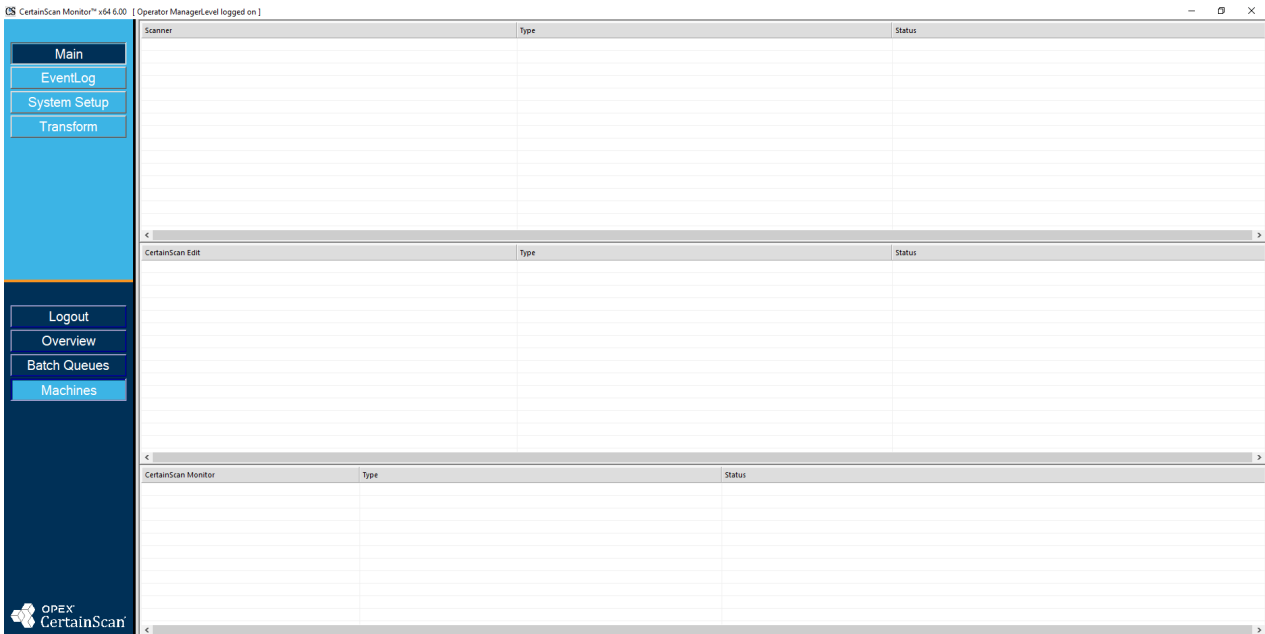 CS CertainScan Monitor™ x64 6.00 [ Operator ManagerLevel logged on ]
Main
EventLog
System Setup
Transform
Logout
Overview
Batch Queues
Machines
OPEX®
CertainScan®
Scanner Type Status
CertainScan Edit Type Status
CertainScan Monitor Type Status